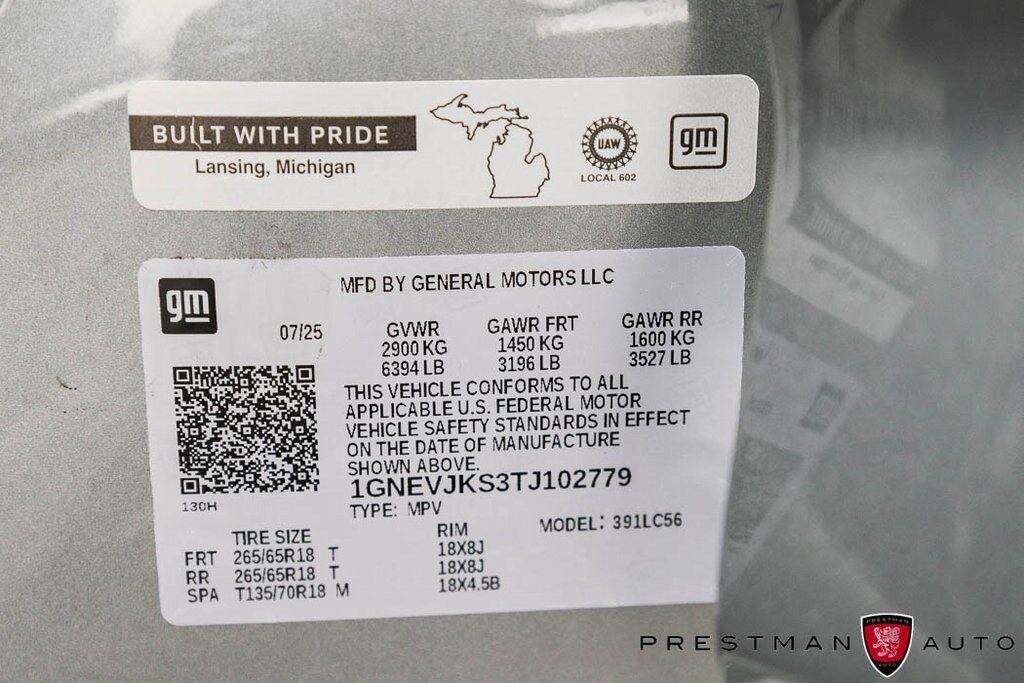 BUILT WITH PRIDE
Lansing, Michigan
UAW
LOCAL 602
gm
gm
MFD BY GENERAL MOTORS LLC
07/25
GVWR GAWR FRT GAWR RR
2900 KG 1450 KG 1600 KG
6394 LB 3196 LB 3527 LB
THIS VEHICLE CONFORMS TO ALL
APPLICABLE U.S. FEDERAL MOTOR
VEHICLE SAFETY STANDARDS IN EFFECT
ON THE DATE OF MANUFACTURE
SHOWN ABOVE.
1GNEVJKS3TJ102779
130H
TYPE: MPV
MODEL: 391LC56
TIRE SIZE RIM
FRT 265/65R18 T 18X8J
RR 265/65R18 T 18X8J
SPA T135/70R18 M 18X4.5B
PRESTMAN AUTO
PRESTMAN
AUTO